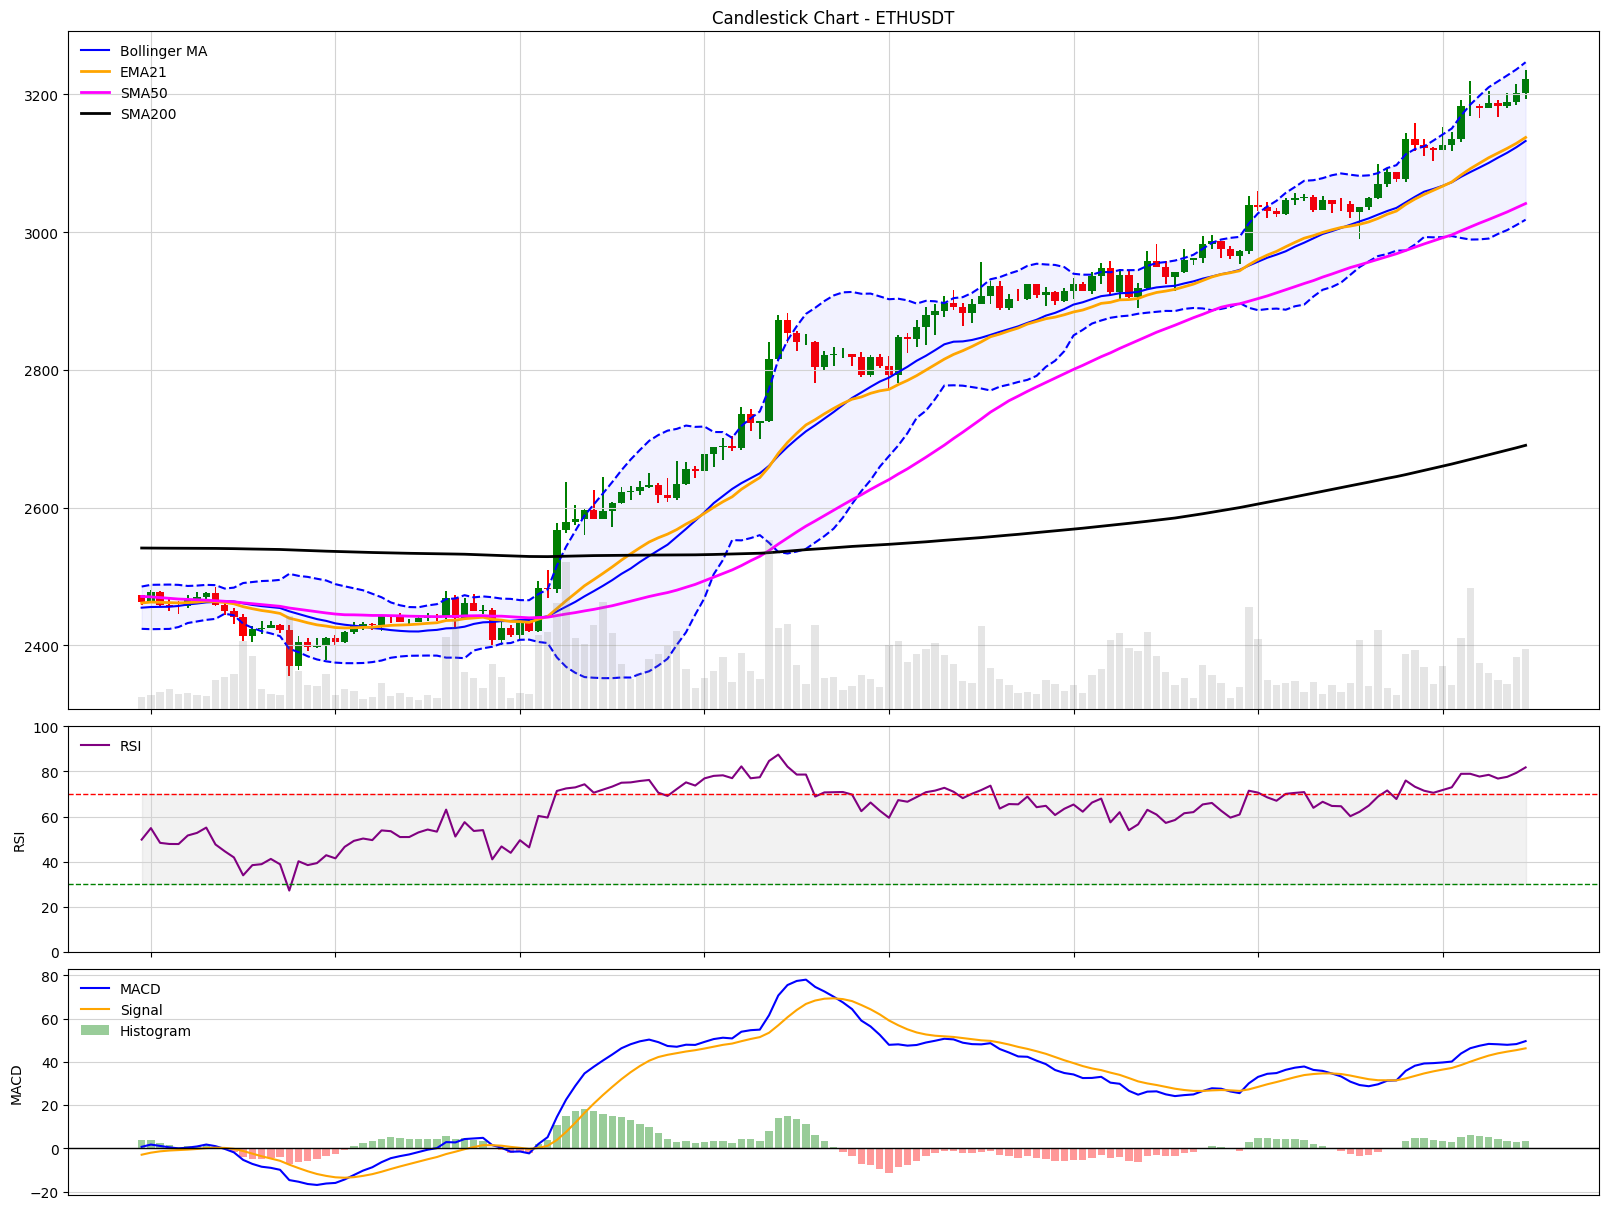 Candlestick Chart - ETHUSDT
Bollinger MA
EMA21
SMA50
SMA200
3200
3000
2800
2600
2400
RSI
100
80
60
40
20
0
RSI
MACD
Signal
Histogram
80
60
40
20
0
−20
MACD